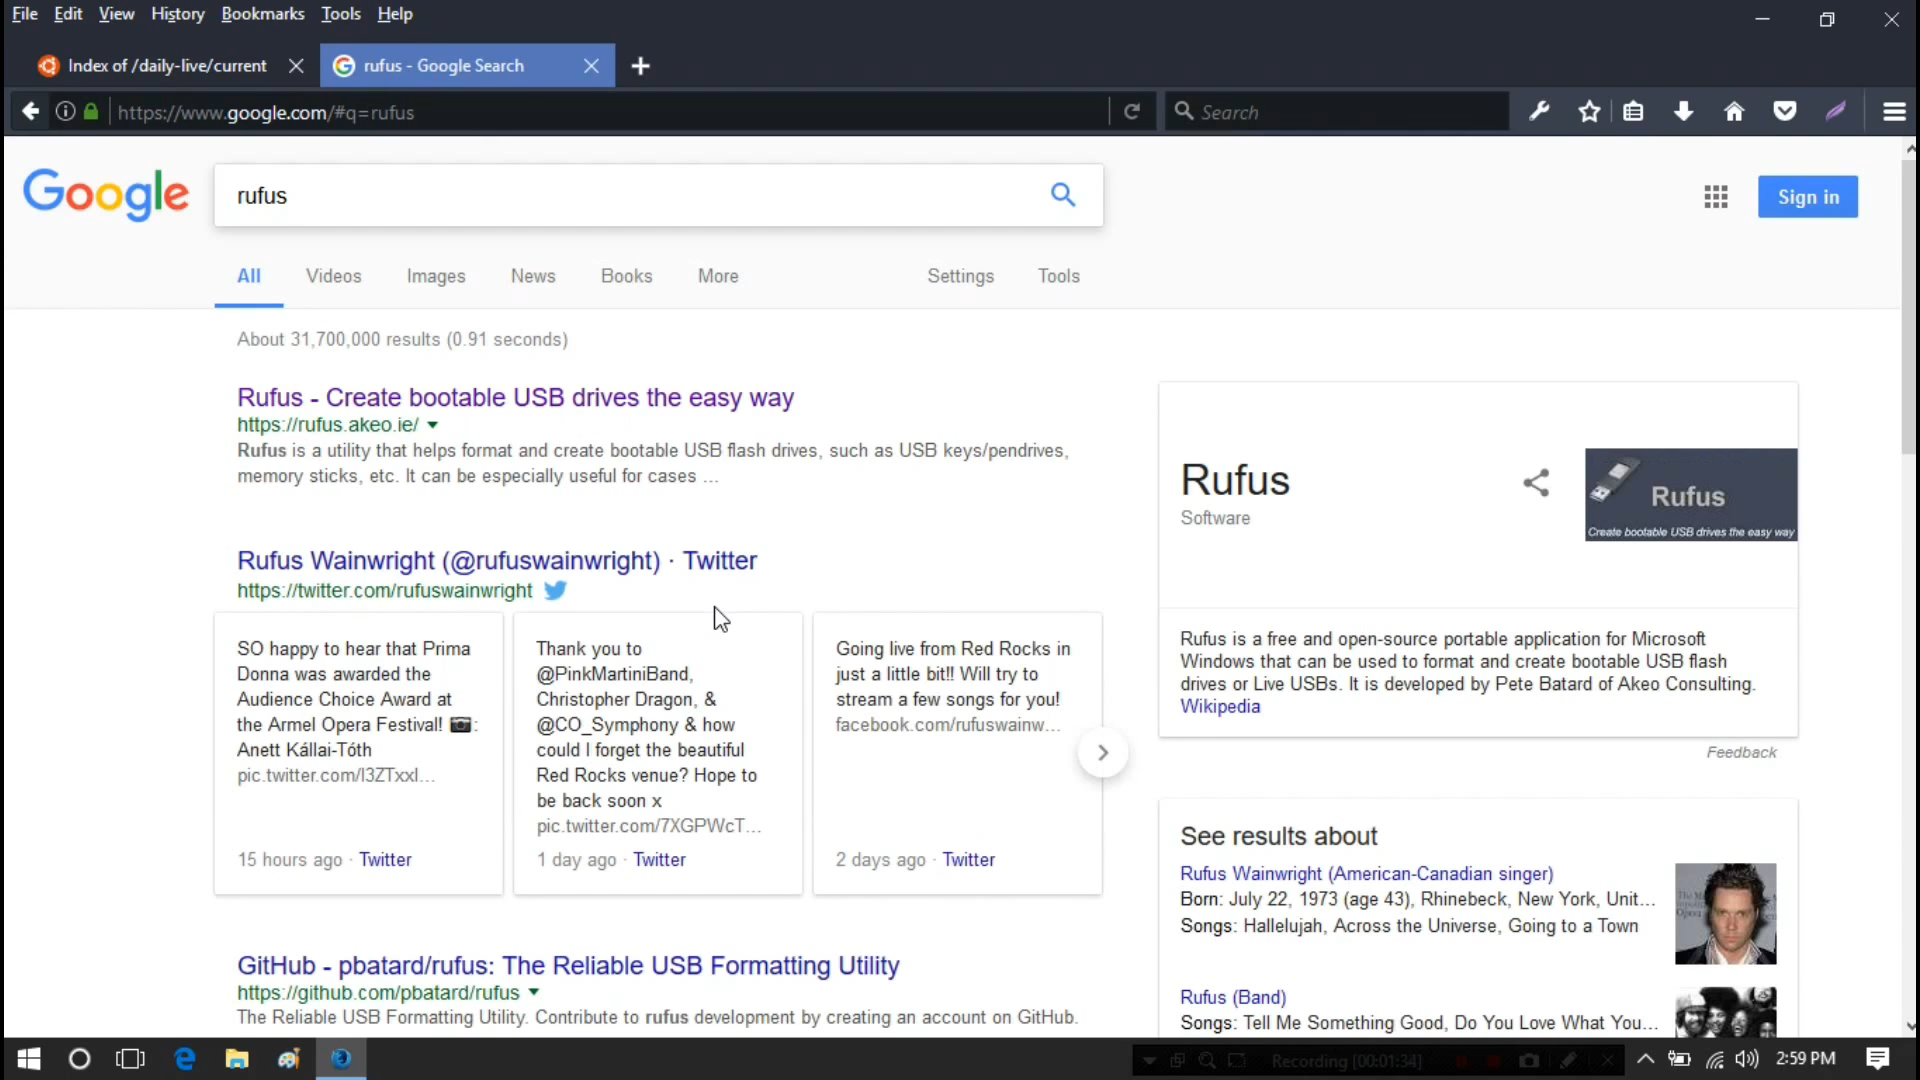 File Edit View History Bookmarks Tools Help
Index of /daily-live/current
rufus - Google Search
https://www.google.com/#q=rufus
Search
Google
rufus
Sign in
All Videos Images News Books More Settings Tools
About 31,700,000 results (0.91 seconds)
Rufus - Create bootable USB drives the easy way
https://rufus.akeo.ie/
Rufus is a utility that helps format and create bootable USB flash drives, such as USB keys/pendrives,
memory sticks, etc. It can be especially useful for cases ...
Rufus Wainwright (@rufuswainwright) · Twitter
https://twitter.com/rufuswainwright
SO happy to hear that Prima
Donna was awarded the
Audience Choice Award at
the Armel Opera Festival! 📷:
Anett Kállai-Tóth
pic.twitter.com/I3ZTxxl...
15 hours ago · Twitter
Thank you to
@PinkMartiniBand,
Christopher Dragon, &
@CO_Symphony & how
could I forget the beautiful
Red Rocks venue? Hope to
be back soon x
pic.twitter.com/7XGPWcT...
1 day ago · Twitter
Going live from Red Rocks in
just a little bit!! Will try to
stream a few songs for you!
facebook.com/rufuswainw...
2 days ago · Twitter
GitHub - pbatard/rufus: The Reliable USB Formatting Utility
https://github.com/pbatard/rufus
The Reliable USB Formatting Utility. Contribute to rufus development by creating an account on GitHub.
Rufus
Software
Rufus
Create bootable USB drives the easy way
Rufus is a free and open-source portable application for Microsoft
Windows that can be used to format and create bootable USB flash
drives or Live USBs. It is developed by Pete Batard of Akeo Consulting.
Wikipedia
Feedback
See results about
Rufus Wainwright (American-Canadian singer)
Born: July 22, 1973 (age 43), Rhinebeck, New York, Unit...
Songs: Hallelujah, Across the Universe, Going to a Town
Rufus (Band)
Songs: Tell Me Something Good, Do You Love What You...
Recording [00:01:34]
2:59 PM